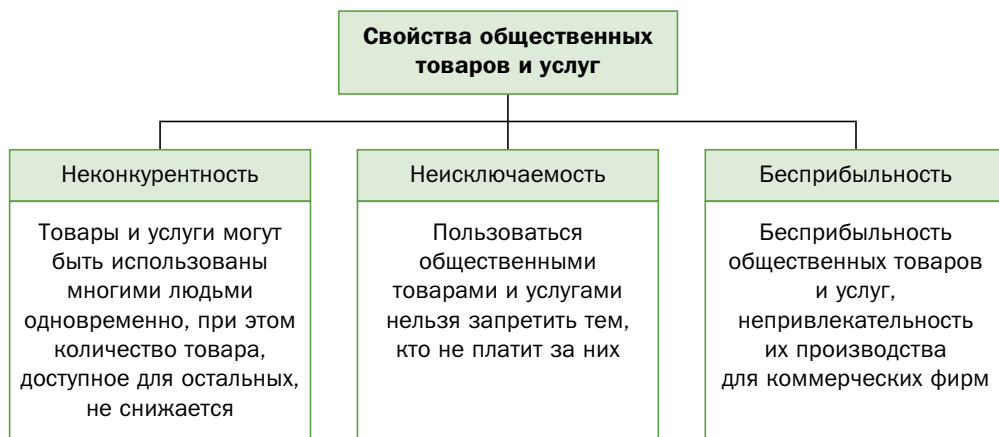 Свойства общественных
товаров и услуг
Неконкурентность
Товары и услуги могут
быть использованы
многими людьми
одновременно, при этом
количество товара,
доступное для остальных,
не снижается
Неисключаемость
Пользоваться
общественными
товарами и услугами
нельзя запретить тем,
кто не платит за них
Бесприбыльность
Бесприбыльность
общественных товаров
и услуг,
непривлекательность
их производства
для коммерческих фирм